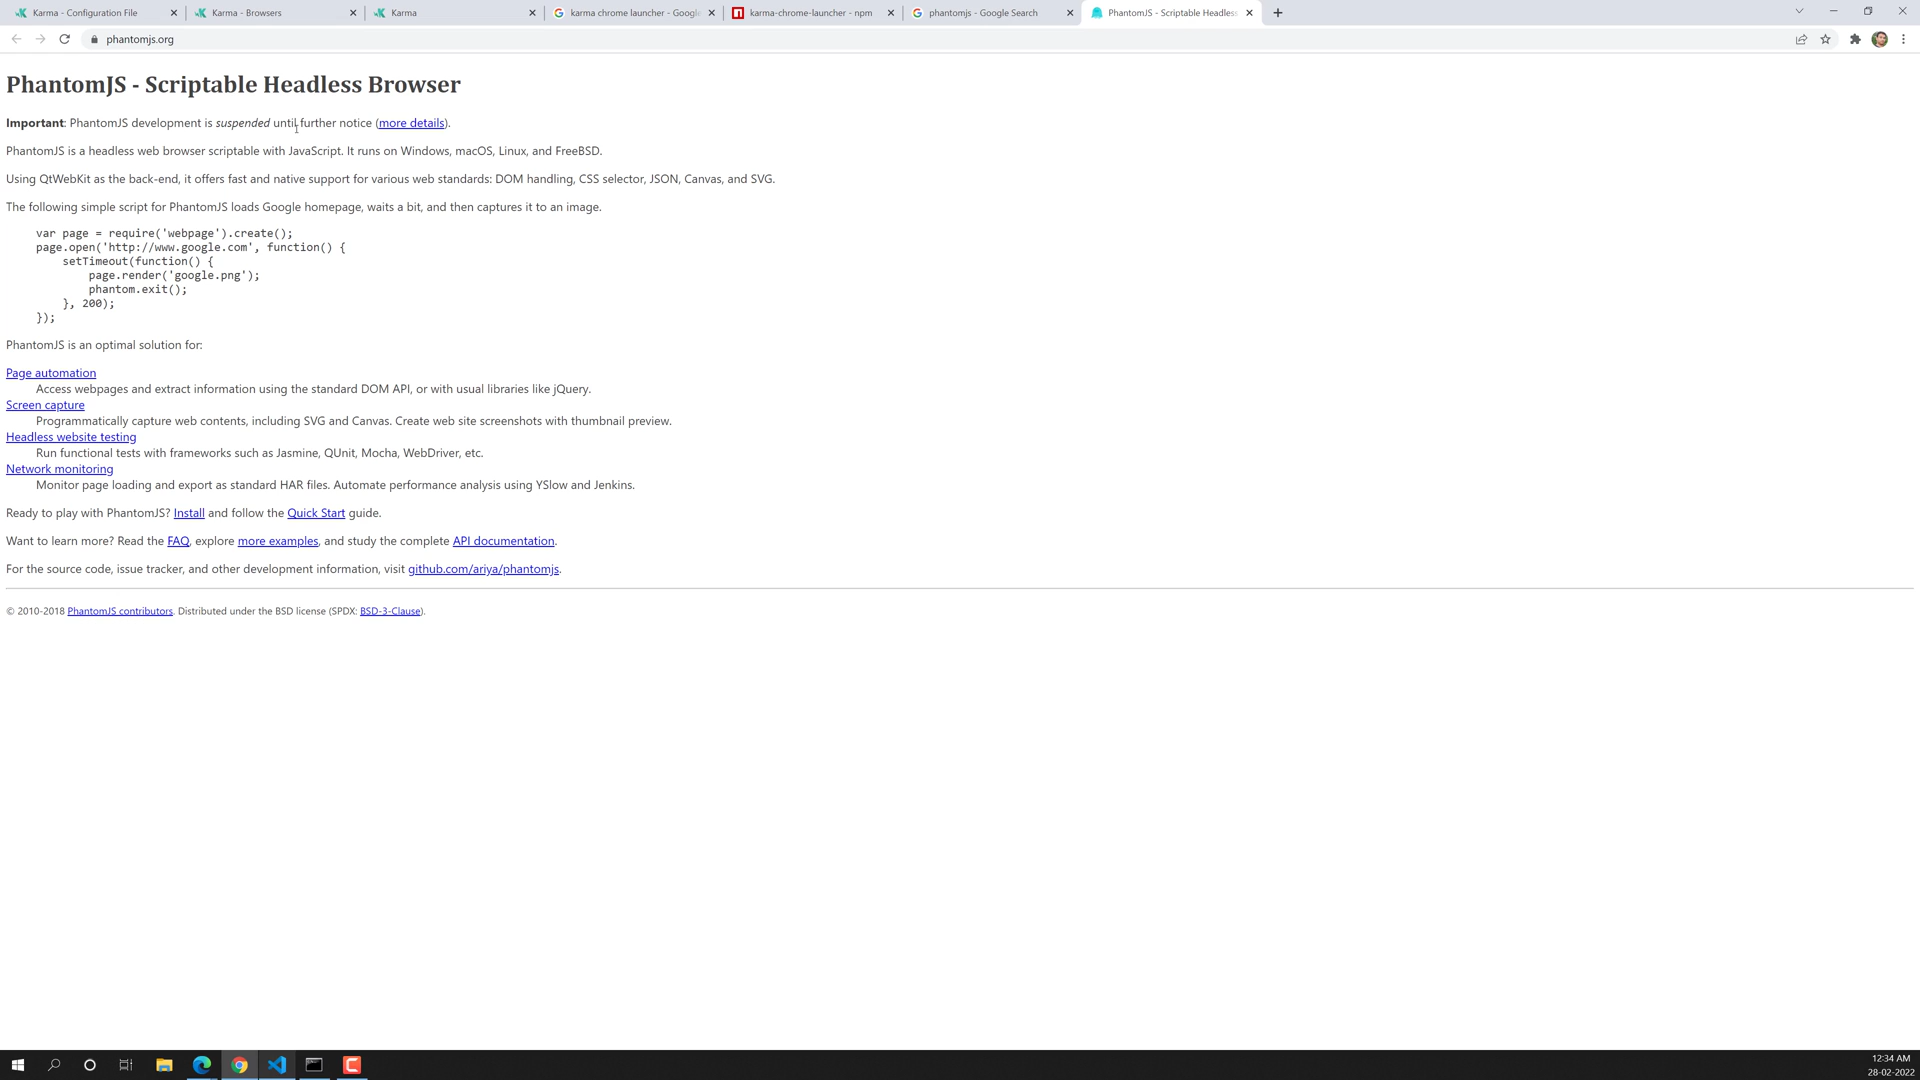 Karma - Configuration File
Karma - Browsers
Karma
karma chrome launcher - Google
karma-chrome-launcher - npm
phantomjs - Google Search
PhantomJS - Scriptable Headless
phantomjs.org
PhantomJS - Scriptable Headless Browser
Important: PhantomJS development is suspended until further notice (more details).
PhantomJS is a headless web browser scriptable with JavaScript. It runs on Windows, macOS, Linux, and FreeBSD.
Using QtWebKit as the back-end, it offers fast and native support for various web standards: DOM handling, CSS selector, JSON, Canvas, and SVG.
The following simple script for PhantomJS loads Google homepage, waits a bit, and then captures it to an image.
var page = require('webpage').create();
page.open('http://www.google.com', function() {
    setTimeout(function() {
        page.render('google.png');
        phantom.exit();
    }, 200);
});
PhantomJS is an optimal solution for:
Page automation
Access webpages and extract information using the standard DOM API, or with usual libraries like jQuery.
Screen capture
Programmatically capture web contents, including SVG and Canvas. Create web site screenshots with thumbnail preview.
Headless website testing
Run functional tests with frameworks such as Jasmine, QUnit, Mocha, WebDriver, etc.
Network monitoring
Monitor page loading and export as standard HAR files. Automate performance analysis using YSlow and Jenkins.
Ready to play with PhantomJS? Install and follow the Quick Start guide.
Want to learn more? Read the FAQ, explore more examples, and study the complete API documentation.
For the source code, issue tracker, and other development information, visit github.com/ariya/phantomjs.
© 2010-2018 PhantomJS contributors. Distributed under the BSD license (SPDX: BSD-3-Clause).
12:34 AM
28-02-2022